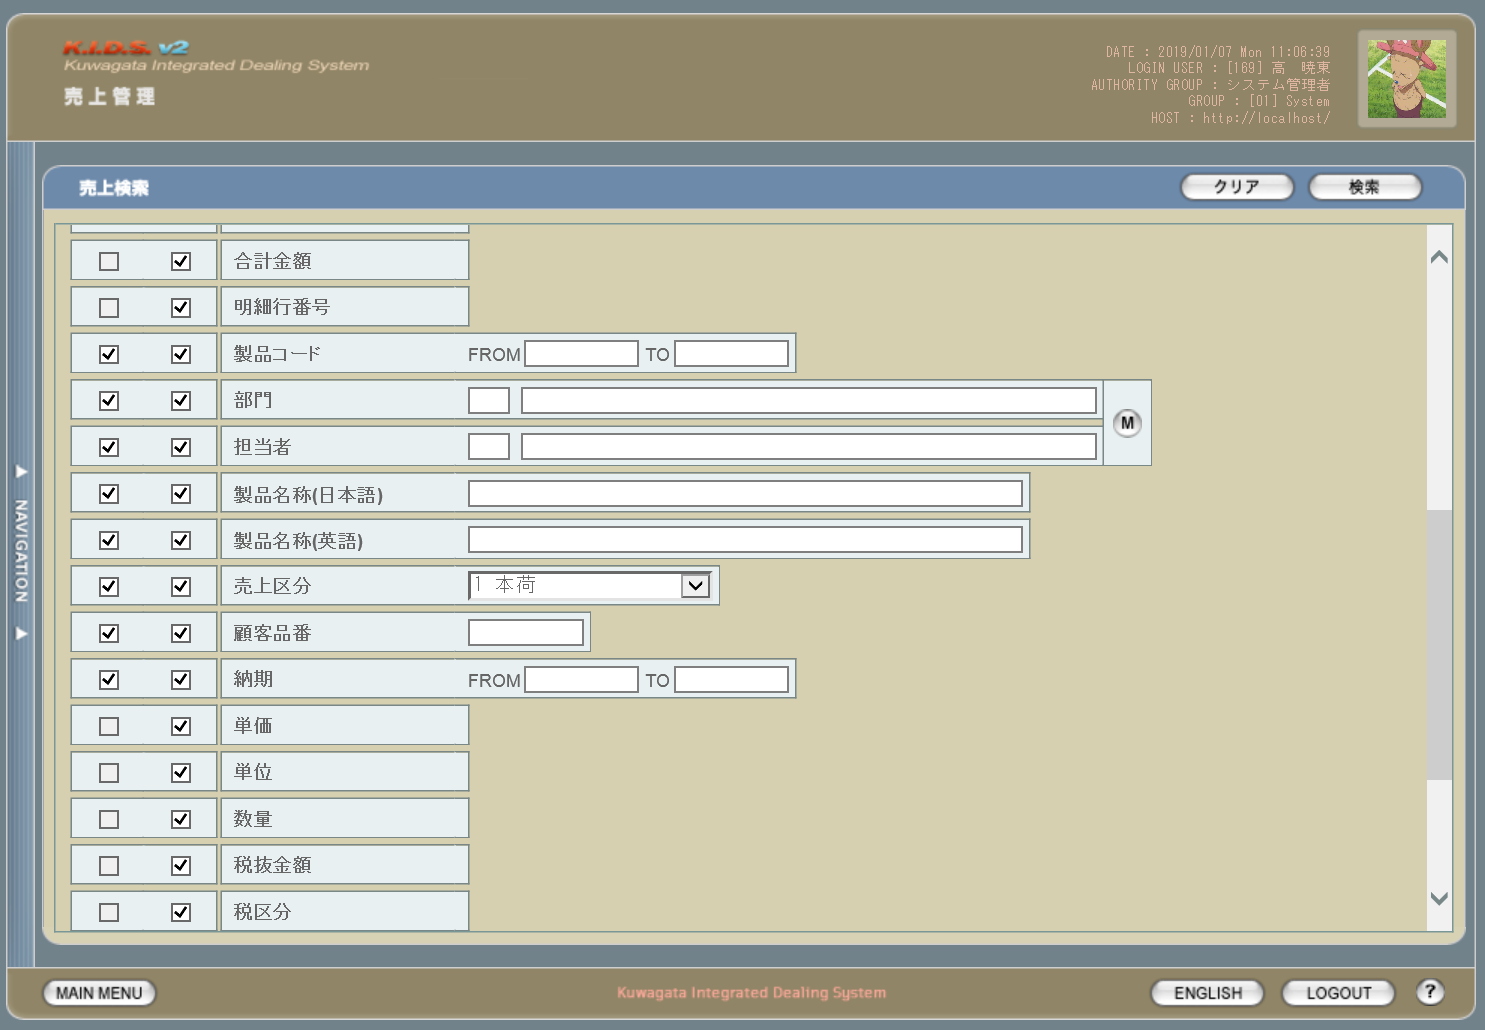 K.I.D.S. v2
Kuwagata Integrated Dealing System
売上管理
DATE : 2019/01/07 Mon 11:06:39
LOGIN USER : [169] 高　暁東
AUTHORITY GROUP : システム管理者
GROUP : [01] System
HOST : http://localhost/
売上検索
クリア
検索
合計金額
明細行番号
製品コード FROM TO
部門
M
担当者
製品名称(日本語)
製品名称(英語)
売上区分 1 本荷
顧客品番
納期 FROM TO
単価
単位
数量
税抜金額
税区分
NAVIGATION
MAIN MENU
Kuwagata Integrated Dealing System
ENGLISH
LOGOUT
?